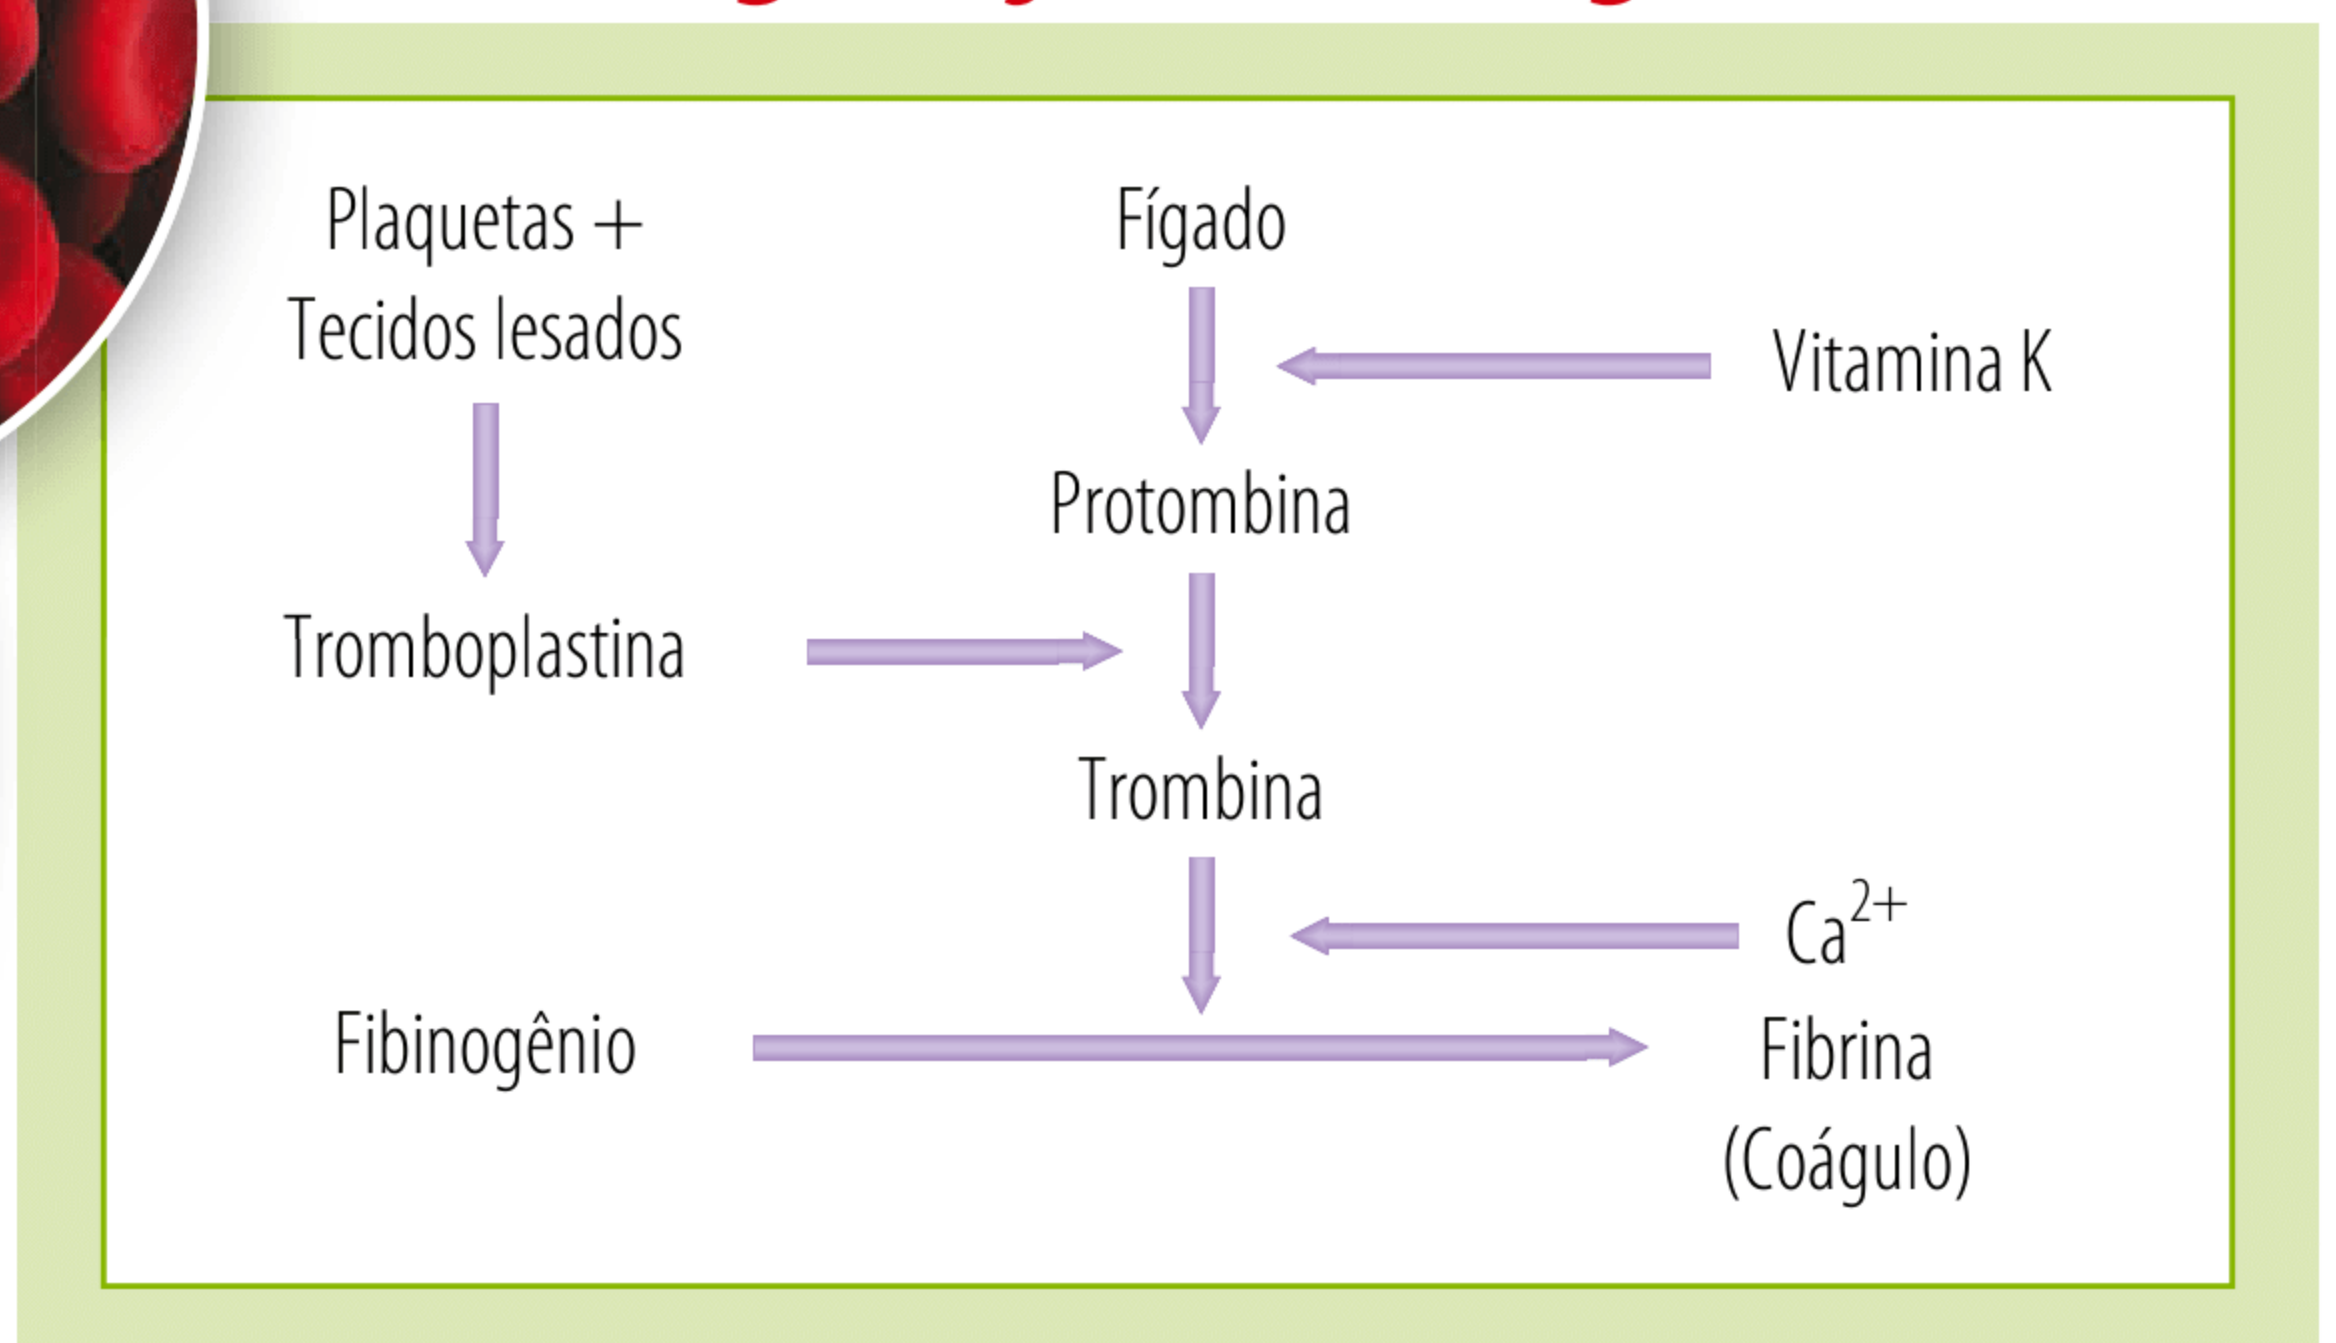 Plaquetas +
Tecidos lesados
Fígado
Vitamina K
Protombina
Tromboplastina
Trombina
Ca2+
Fibinogênio
Fibrina
(Coágulo)